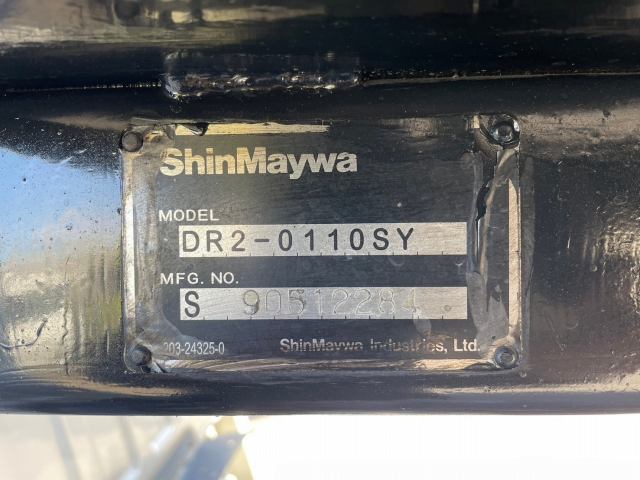 ShinMaywa
MODEL
DR2-0110SY
MFG. NO.
S 90512284
203-24325-0
ShinMaywa Industries, Ltd.